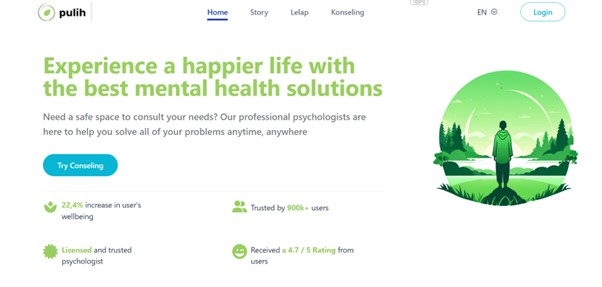 pulih
Home
Story
Lelap
Konseling
EN
Login
Experience a happier life with
the best mental health solutions
Need a safe space to consult your needs? Our professional psychologists are
here to help you solve all of your problems anytime, anywhere
Try Conseling
22,4% increase in user's
wellbeing
Trusted by 900k+ users
Licensed and trusted
psychologist
Received a 4.7 / 5 Rating from
users